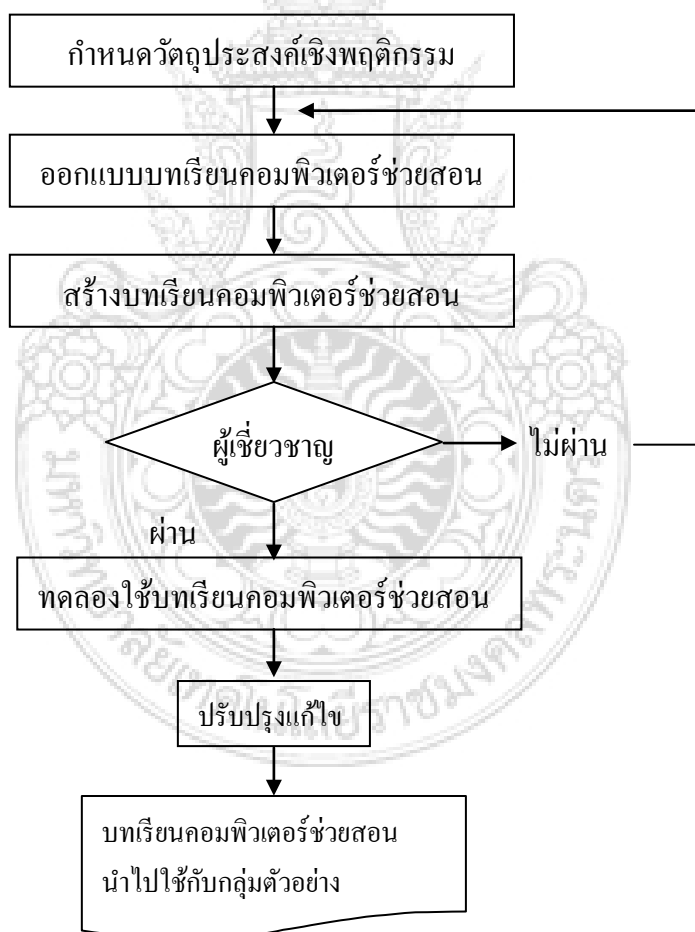 กำหนดวัตถุประสงค์เชิงพฤติกรรม
ออกแบบบทเรียนคอมพิวเตอร์ช่วยสอน
สร้างบทเรียนคอมพิวเตอร์ช่วยสอน
ผู้เชี่ยวชาญ
ไม่ผ่าน
ผ่าน
ทดลองใช้บทเรียนคอมพิวเตอร์ช่วยสอน
ปรับปรุงแก้ไข
บทเรียนคอมพิวเตอร์ช่วยสอน
นำไปใช้กับกลุ่มตัวอย่าง